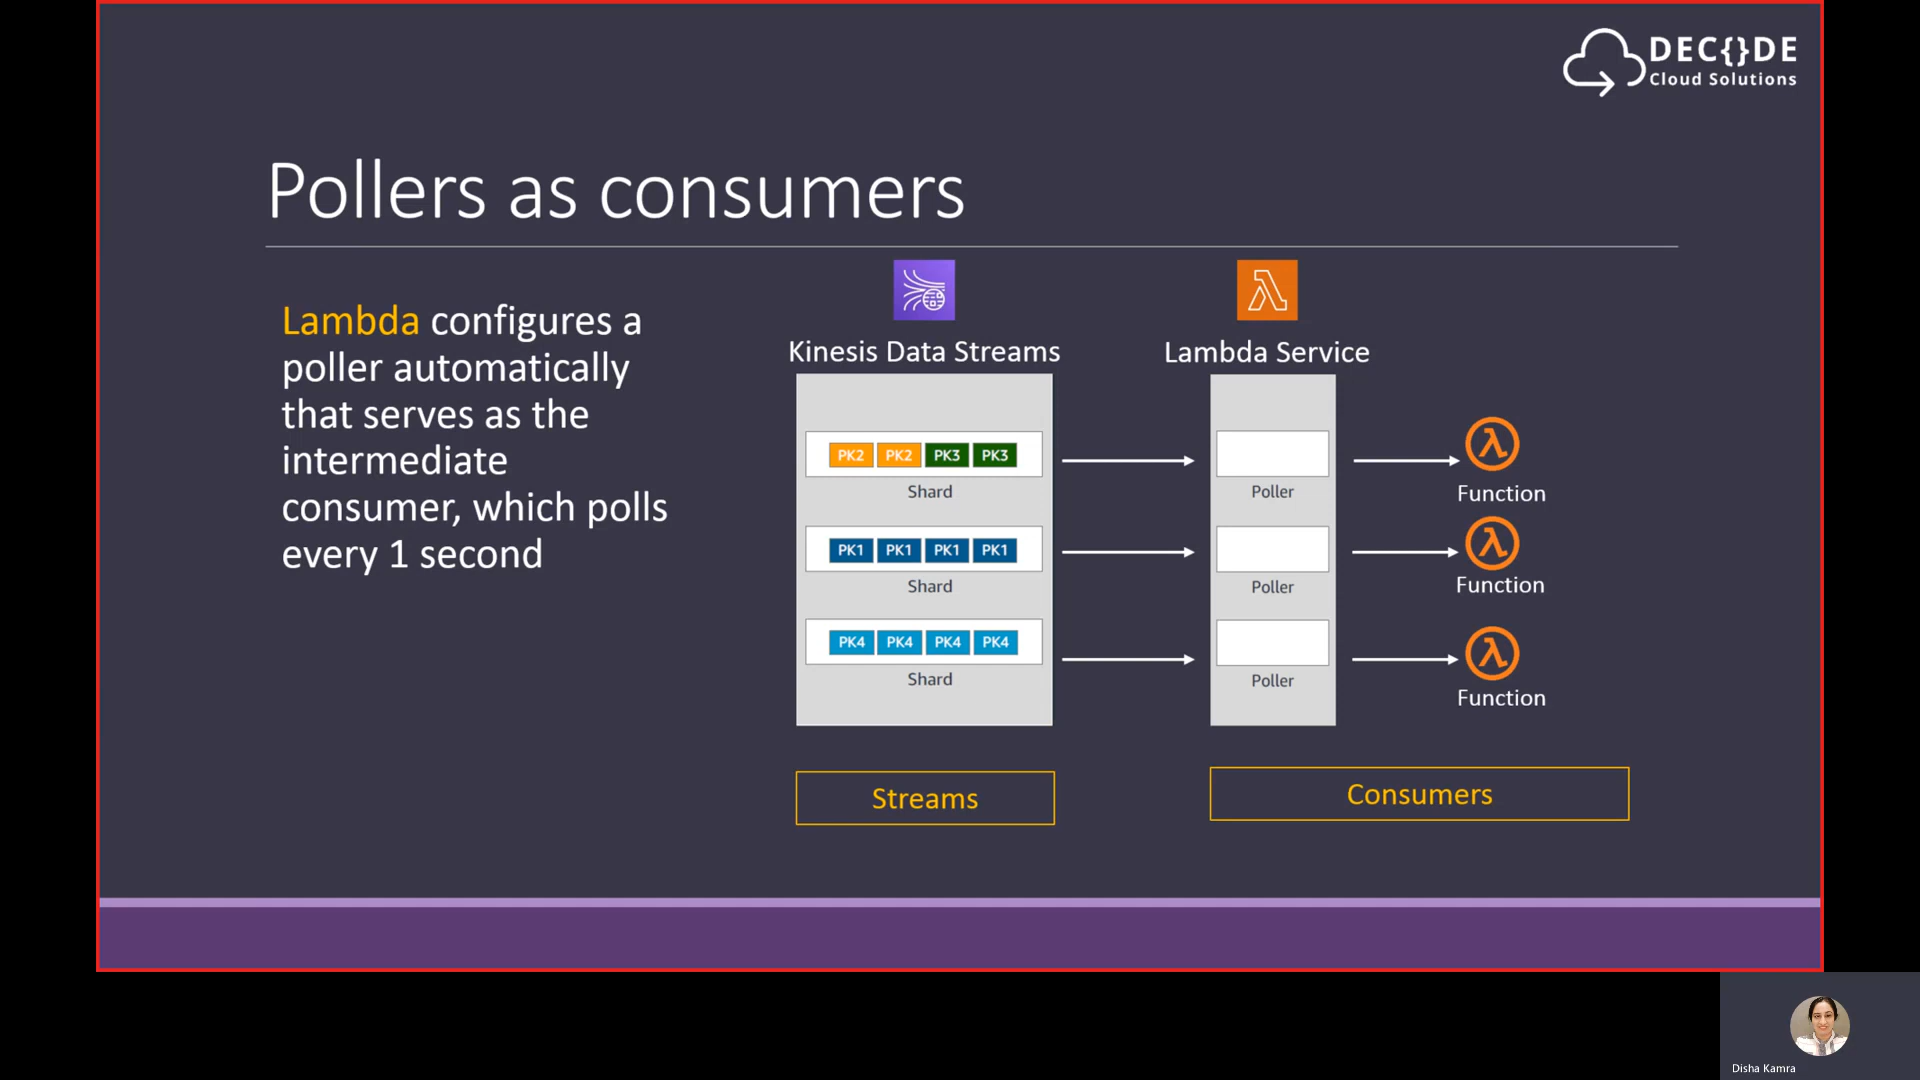 DEC{}DE
Cloud Solutions
Pollers as consumers
Lambda configures a
poller automatically
that serves as the
intermediate
consumer, which polls
every 1 second
Kinesis Data Streams
PK2 PK2 PK3 PK3
Shard
PK1 PK1 PK1 PK1
Shard
PK4 PK4 PK4 PK4
Shard
Streams
Lambda Service
Poller
Poller
Poller
Function
Function
Function
Consumers
Disha Kamra